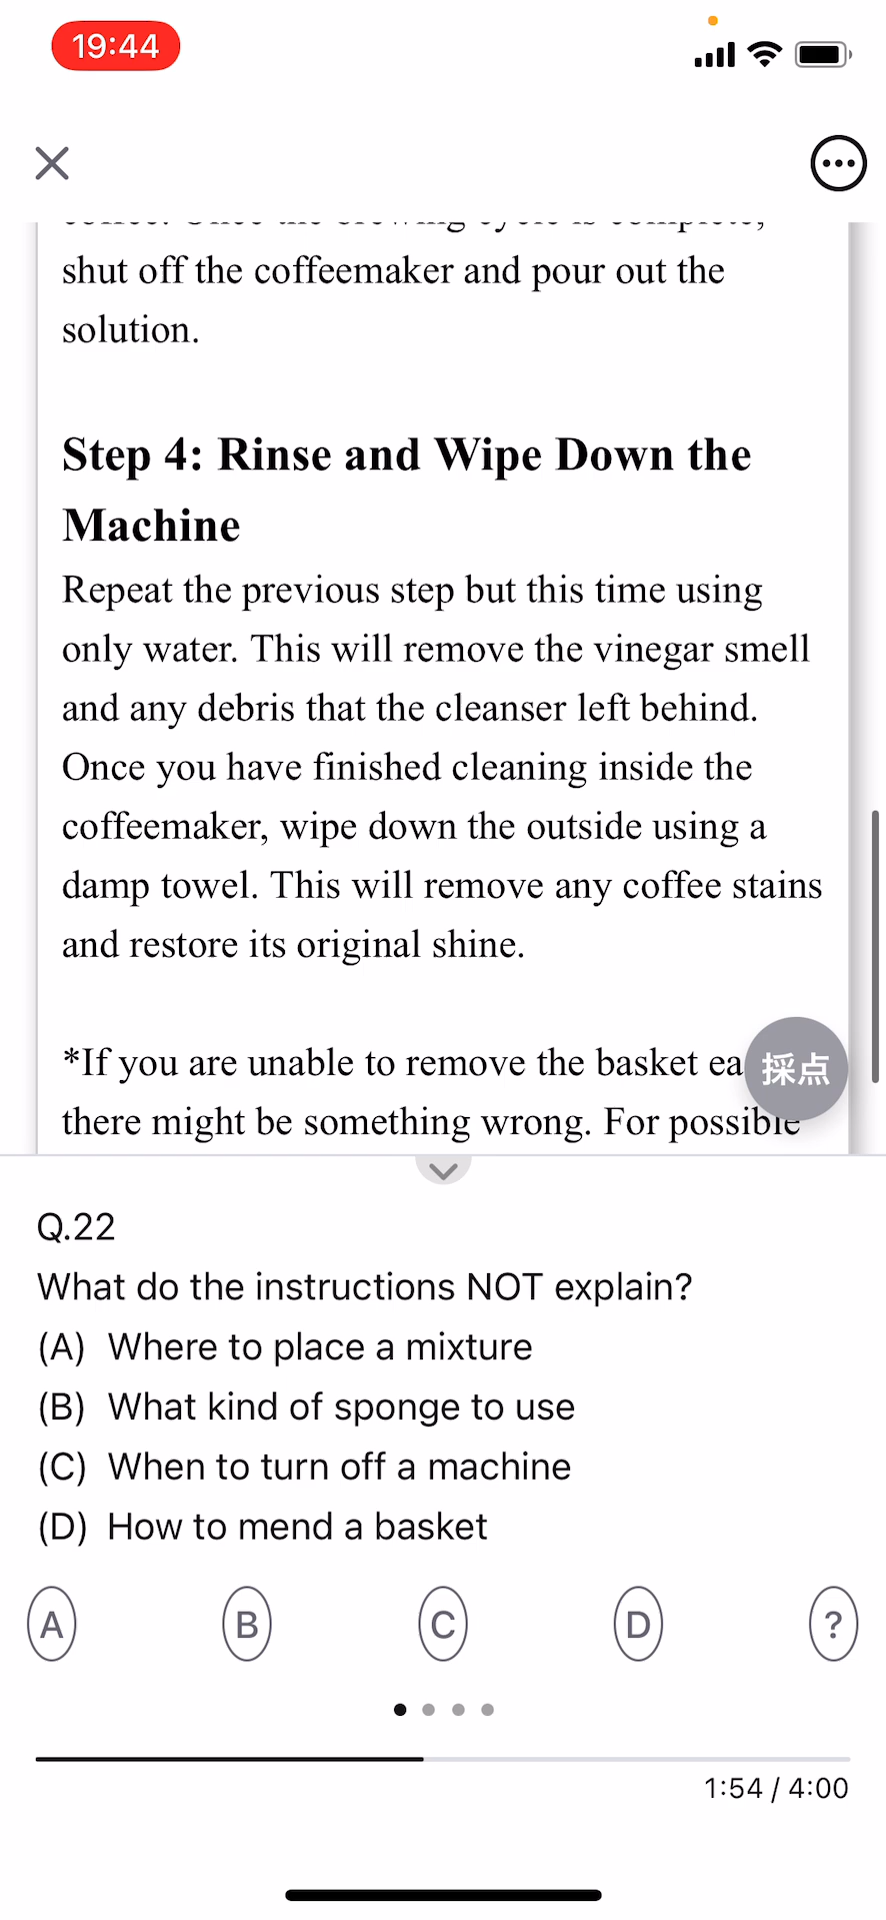 19:44
shut off the coffeemaker and pour out the
solution.
Step 4: Rinse and Wipe Down the
Machine
Repeat the previous step but this time using
only water. This will remove the vinegar smell
and any debris that the cleanser left behind.
Once you have finished cleaning inside the
coffeemaker, wipe down the outside using a
damp towel. This will remove any coffee stains
and restore its original shine.
*If you are unable to remove the basket ea
採点
there might be something wrong. For possible
Q.22
What do the instructions NOT explain?
(A) Where to place a mixture
(B) What kind of sponge to use
(C) When to turn off a machine
(D) How to mend a basket
A B C D ?
1:54 / 4:00